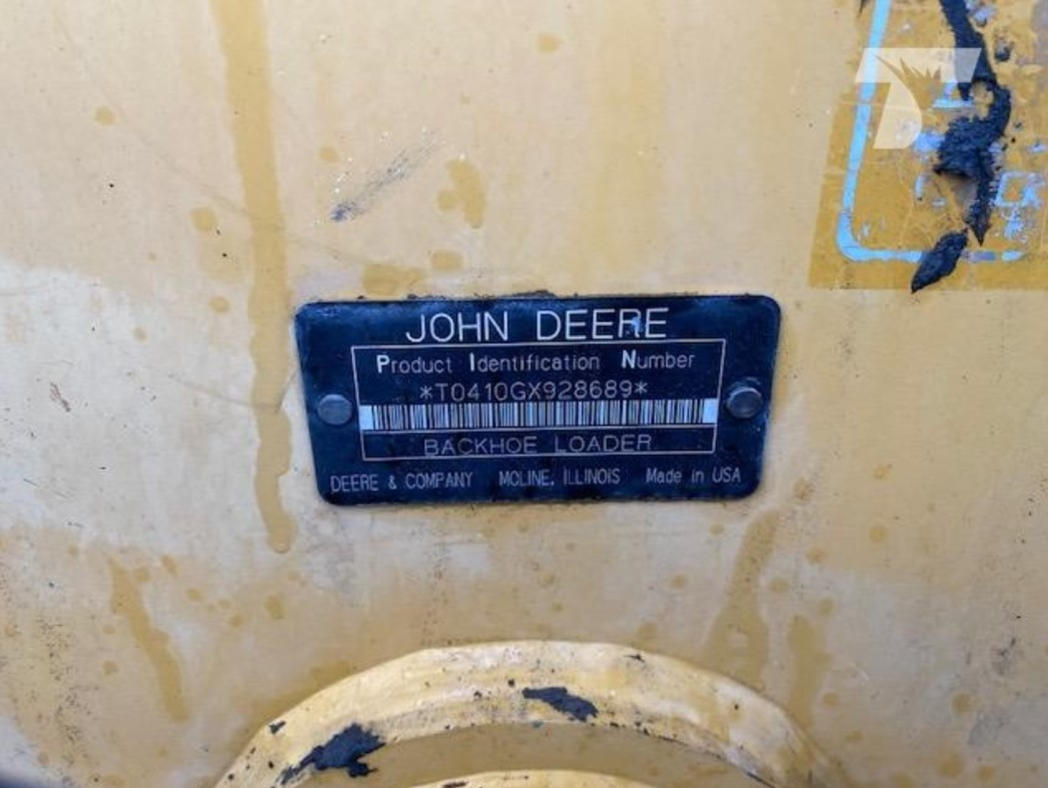 JOHN DEERE
Product Identification Number
*T0410GX928689*
BACKHOE LOADER
DEERE & COMPANY MOLINE, ILLINOIS Made in USA